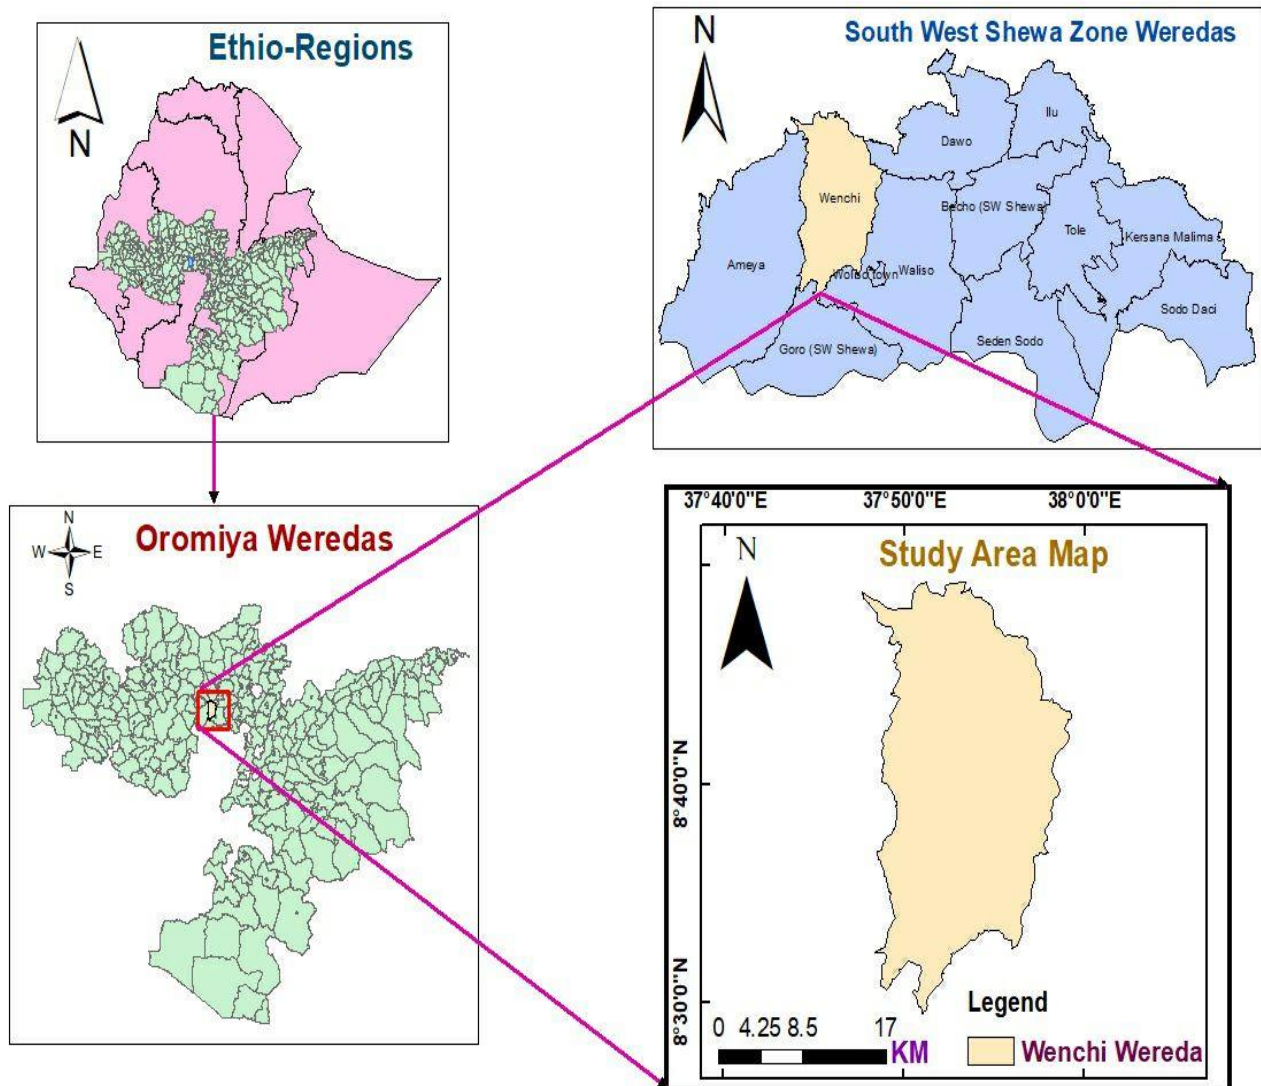 Ethio-Regions
N
South West Shewa Zone Weredas
N
Ilu
Dawo
Wenchi
Becho (SW Shewa)
Tole
Kersana Malima
Ameya
Woliso town
Waliso
Sodo Daci
Seden Sodo
Goro (SW Shewa)
Oromiya Weredas
N
W E
S
37°40'0"E 37°50'0"E 38°0'0"E
Study Area Map
N
8°40'0"N
8°30'0"N
Legend
0 4.25 8.5 17
KM
Wenchi Wereda